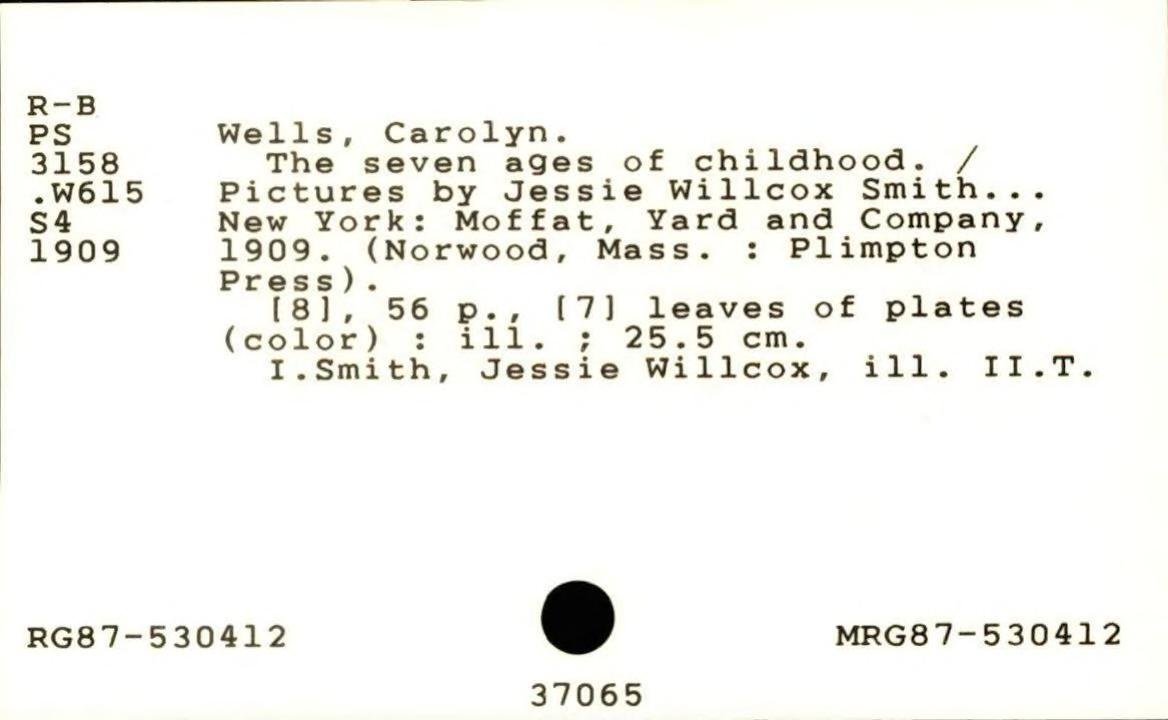 R-B
PS Wells, Carolyn.
3158 The seven ages of childhood. /
.W615 Pictures by Jessie Willcox Smith...
S4 New York: Moffat, Yard and Company,
1909 1909. (Norwood, Mass. : Plimpton
Press).
[8], 56 p., [7] leaves of plates
(color) : ill. ; 25.5 cm.
I.Smith, Jessie Willcox, ill. II.T.
RG87-530412 MRG87-530412
37065